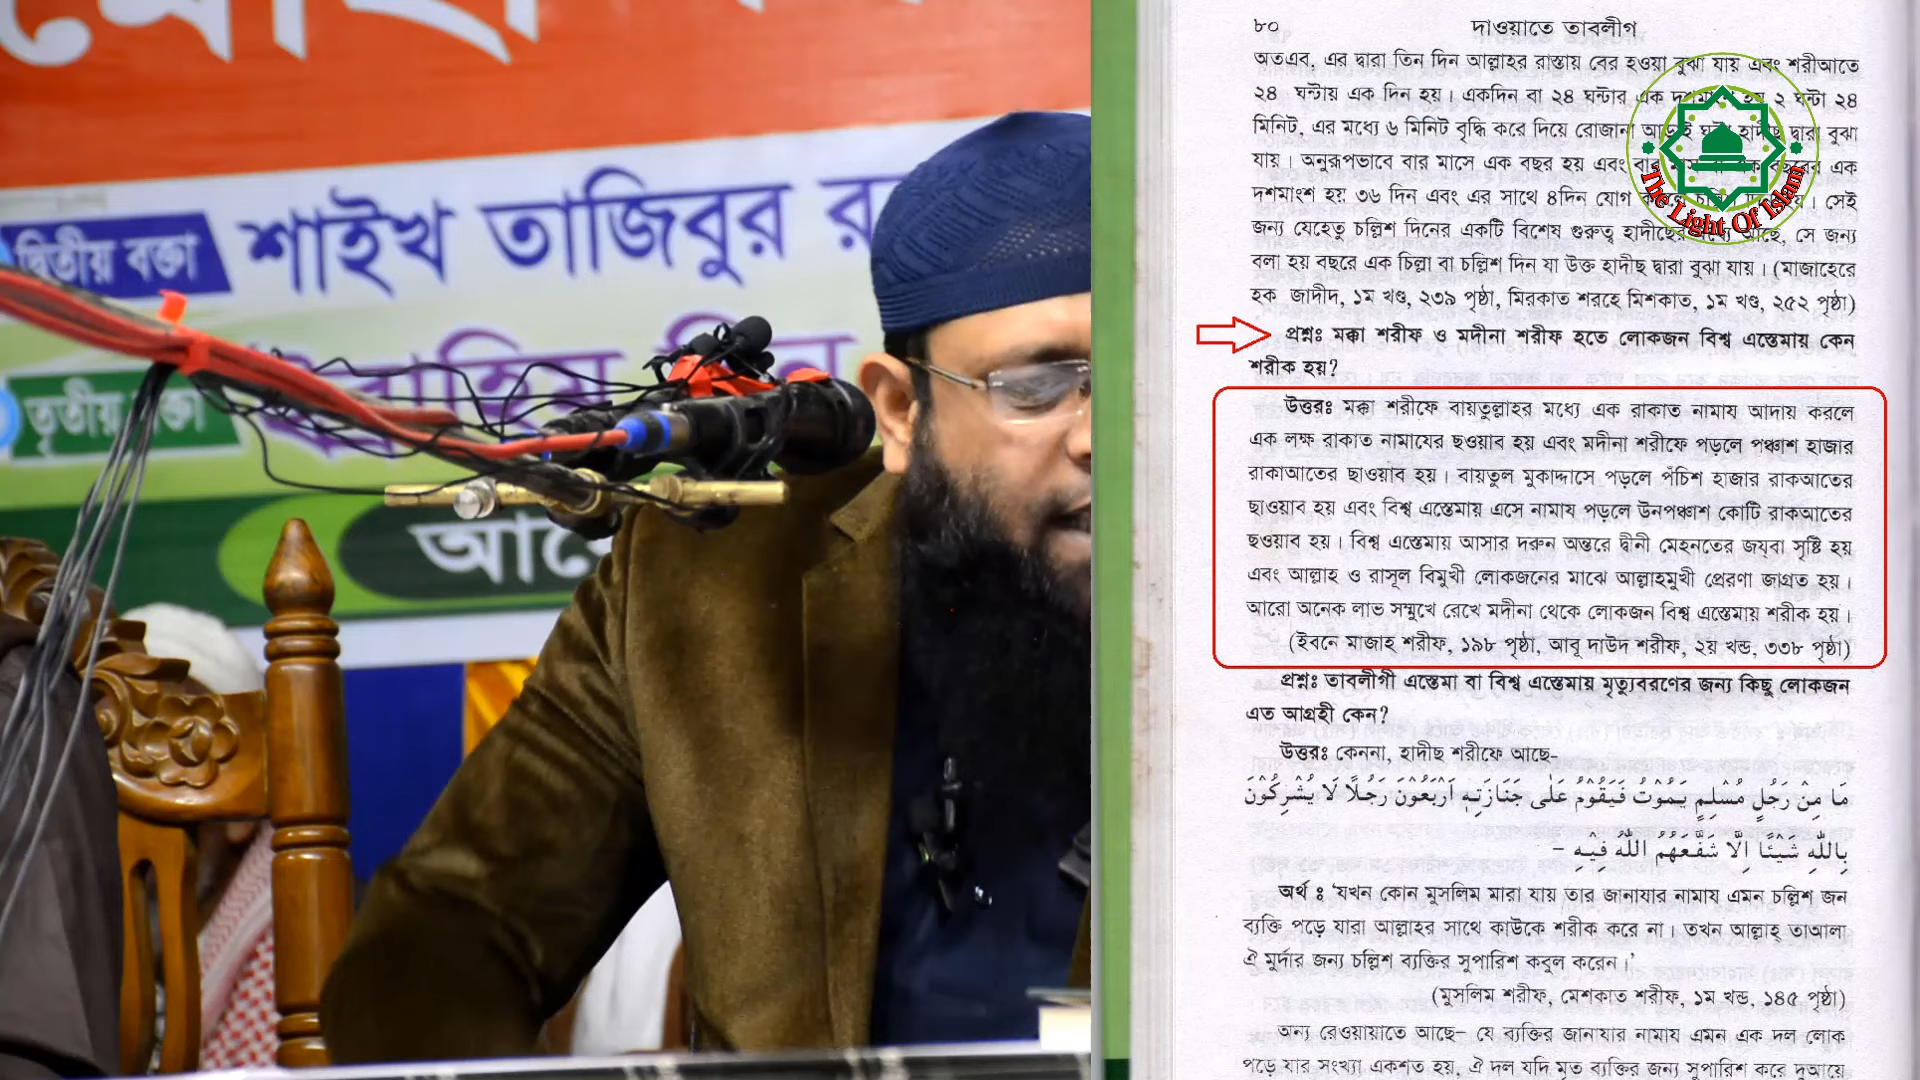 দ্বিতীয় বক্তা
শাইখ তাজিবুর র
তৃতীয় বক্তা
৮০
দাওয়াতে তাবলীগ
অতএব, এর দ্বারা তিন দিন আল্লাহর রাস্তায় বের হওয়া বুঝা যায় এবং শরীআতে
২৪ ঘন্টায় এক দিন হয়। একদিন বা ২৪ ঘন্টার এক হয় ২ ঘন্টা ২৪
মিনিট, এর মধ্যে ৬ মিনিট বৃদ্ধি করে দিয়ে রোজানা হাদীছ দ্বারা বুঝা
যায়। অনুরূপভাবে বার মাসে এক বছর হয় এবং বার এক
দশমাংশ হয় ৩৬ দিন এবং এর সাথে ৪দিন যোগ সেই
জন্য যেহেতু চল্লিশ দিনের একটি বিশেষ গুরুত্ব হাদীছের আছে, সে জন্য
বলা হয় বছরে এক চিল্লা বা চল্লিশ দিন যা উক্ত হাদীছ দ্বারা বুঝা যায়। (মাজাহেরে
হক জাদীদ, ১ম খণ্ড, ২৩৯ পৃষ্ঠা, মিরকাত শরহে মিশকাত, ১ম খণ্ড, ২৫২ পৃষ্ঠা)
প্রশ্নঃ মক্কা শরীফ ও মদীনা শরীফ হতে লোকজন বিশ্ব এস্তেমায় কেন
শরীক হয়?
উত্তরঃ মক্কা শরীফে বায়তুল্লাহর মধ্যে এক রাকাত নামায আদায় করলে
এক লক্ষ রাকাত নামাযের ছওয়াব হয় এবং মদীনা শরীফে পড়লে পঞ্চাশ হাজার
রাকাআতের ছাওয়াব হয়। বায়তুল মুকাদ্দাসে পড়লে পঁচিশ হাজার রাকআতের
ছাওয়াব হয় এবং বিশ্ব এস্তেমায় এসে নামায পড়লে উনপঞ্চাশ কোটি রাকআতের
ছওয়াব হয়। বিশ্ব এস্তেমায় আসার দরুন অন্তরে দ্বীনী মেহনতের জযবা সৃষ্টি হয়
এবং আল্লাহ ও রাসূল বিমুখী লোকজনের মাঝে আল্লাহমুখী প্রেরণা জাগ্রত হয়।
আরো অনেক লাভ সম্মুখে রেখে মদীনা থেকে লোকজন বিশ্ব এস্তেমায় শরীক হয়।
(ইবনে মাজাহ শরীফ, ১৯৮ পৃষ্ঠা, আবূ দাউদ শরীফ, ২য় খন্ড, ৩৩৮ পৃষ্ঠা)
প্রশ্নঃ তাবলীগী এস্তেমা বা বিশ্ব এস্তেমায় মৃত্যুবরণের জন্য কিছু লোকজন
এত আগ্রহী কেন?
উত্তরঃ কেননা, হাদীছ শরীফে আছে-
مَا مِنْ رَجُلٍ مُسْلِمٍ يَمُوْتُ فَيَقُوْمُ عَلٰى جَنَازَتِهٖ اَرْبَعُوْنَ رَجُلًا لَا يُشْرِكُوْنَ
بِاللّٰهِ شَيْئًا اِلَّا شَفَّعَهُمُ اللّٰهُ فِيْهِ –
অর্থ ঃ ‘যখন কোন মুসলিম মারা যায় তার জানাযার নামায এমন চল্লিশ জন
ব্যক্তি পড়ে যারা আল্লাহর সাথে কাউকে শরীক করে না। তখন আল্লাহ্ তাআলা
ঐ মুর্দার জন্য চল্লিশ ব্যক্তির সুপারিশ কবুল করেন।’
(মুসলিম শরীফ, মেশকাত শরীফ, ১ম খন্ড, ১৪৫ পৃষ্ঠা)
অন্য রেওয়ায়াতে আছে- যে ব্যক্তির জানাযার নামায এমন এক দল লোক
পড়ে যার সংখ্যা একশত হয়, ঐ দল যদি মৃত ব্যক্তির জন্য সুপারিশ করে দুআয়ে
The Light Of Islam